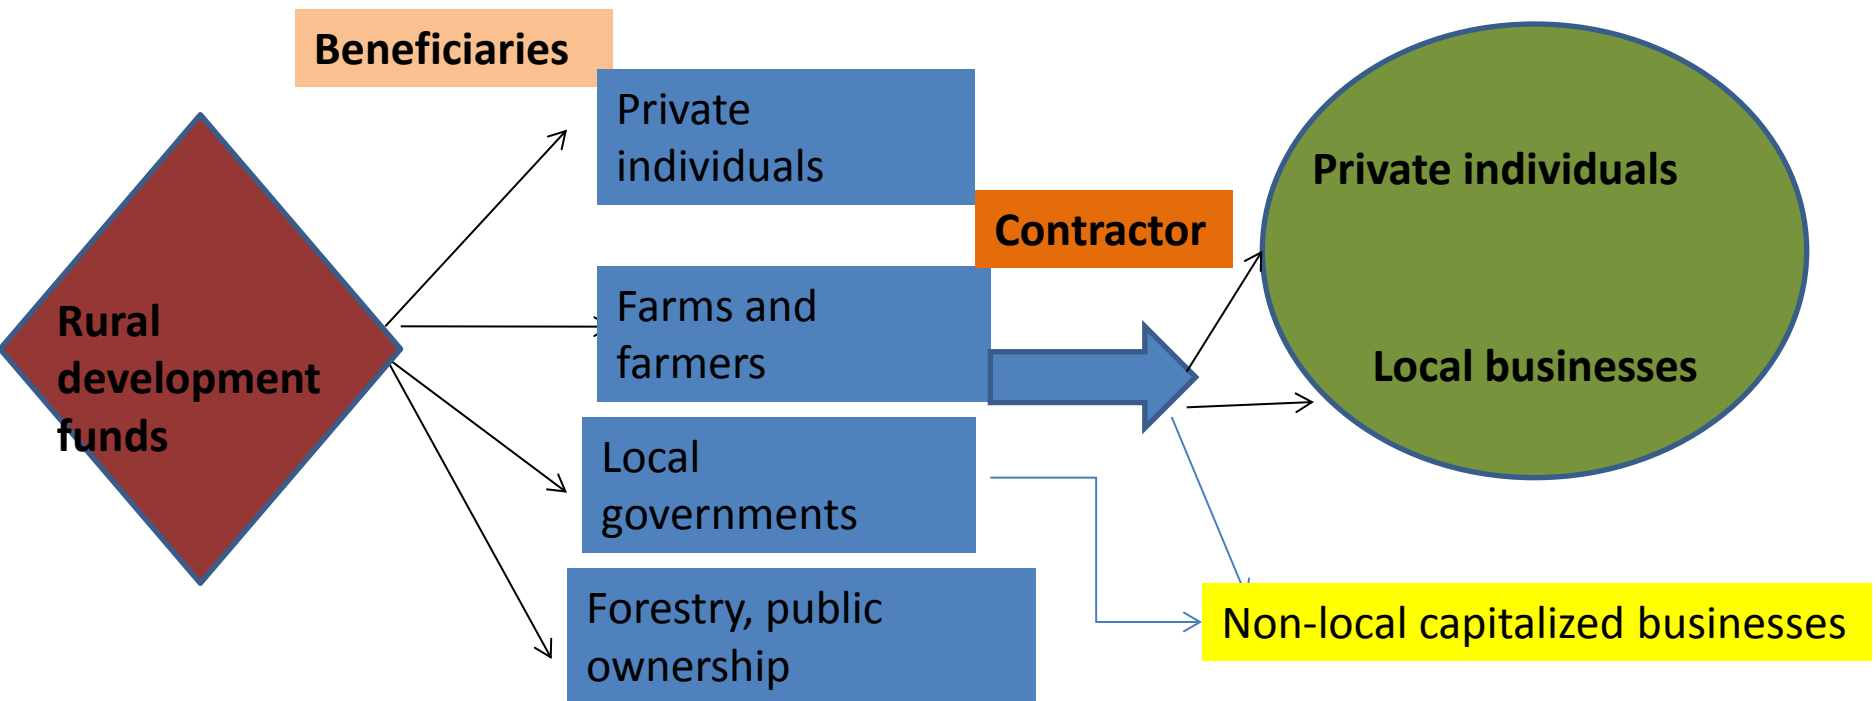 Beneficiaries
Private
individuals
Private individuals
Contractor
Rural
development
funds
Farms and
farmers
Local businesses
Local
governments
Forestry, public
ownership
Non-local capitalized businesses